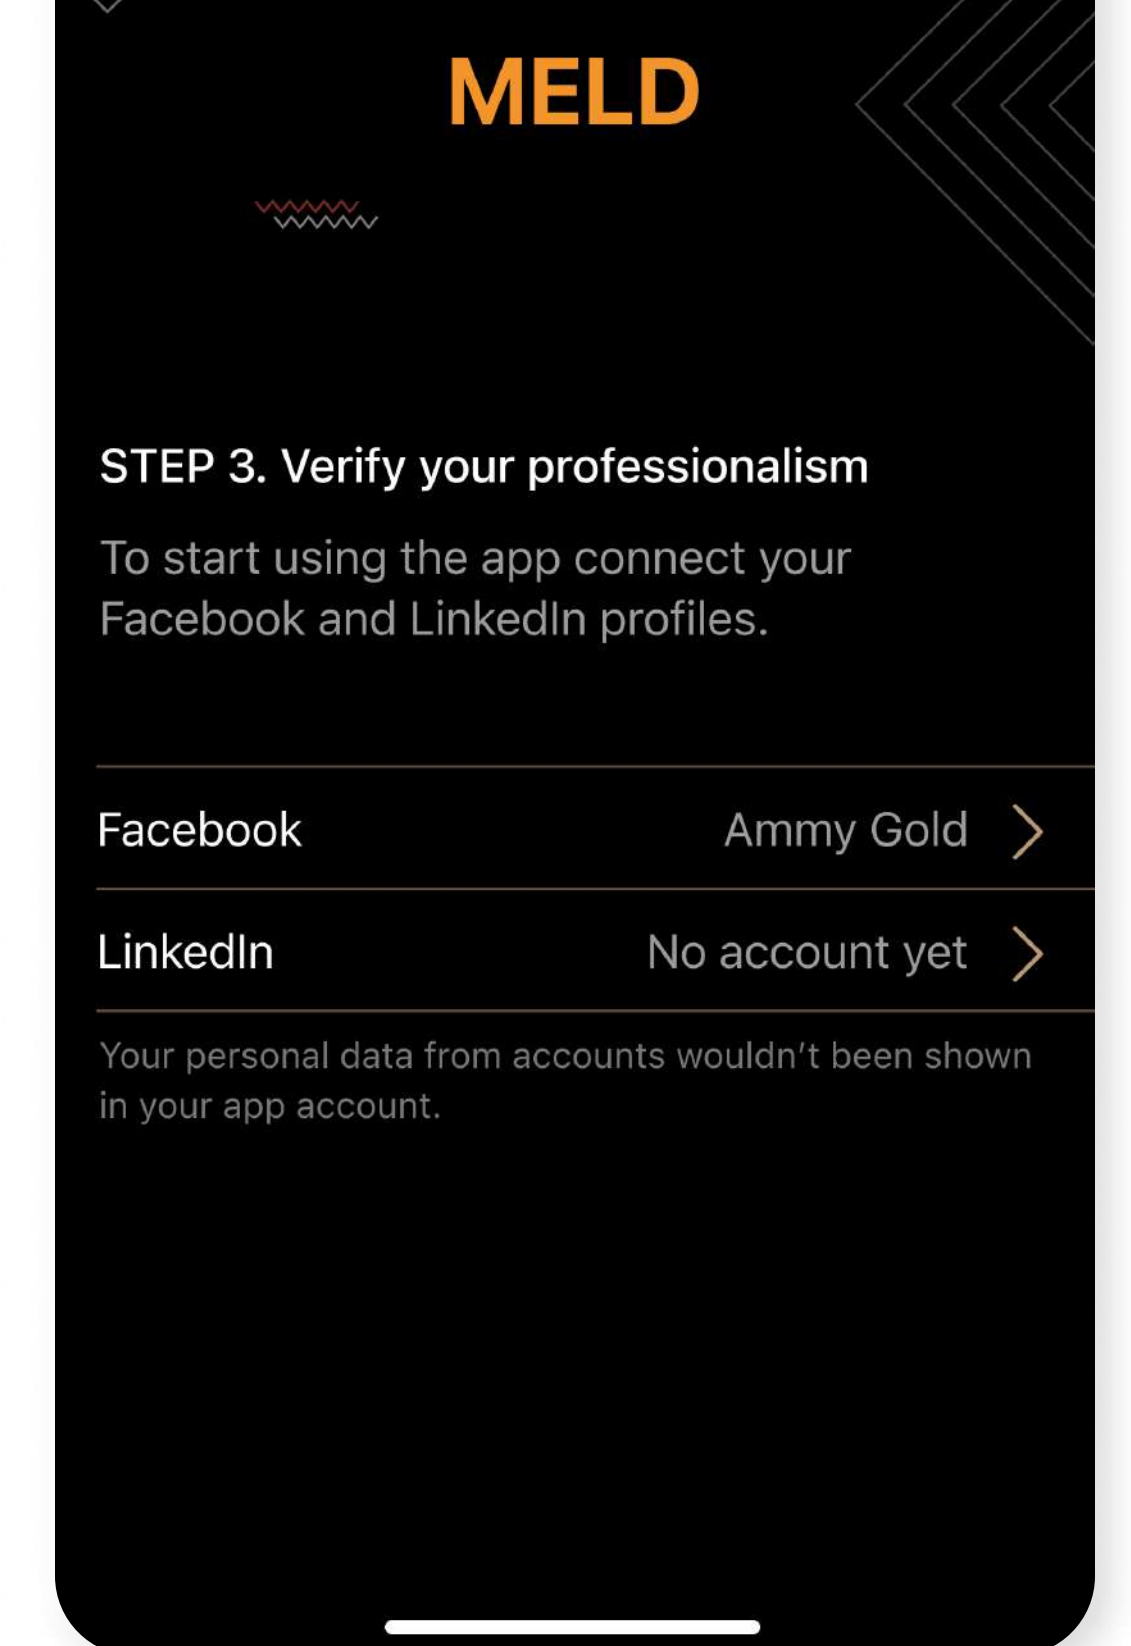 MELD
STEP 3. Verify your professionalism
To start using the app connect your
Facebook and LinkedIn profiles.
Facebook Ammy Gold
LinkedIn No account yet
Your personal data from accounts wouldn't been shown
in your app account.